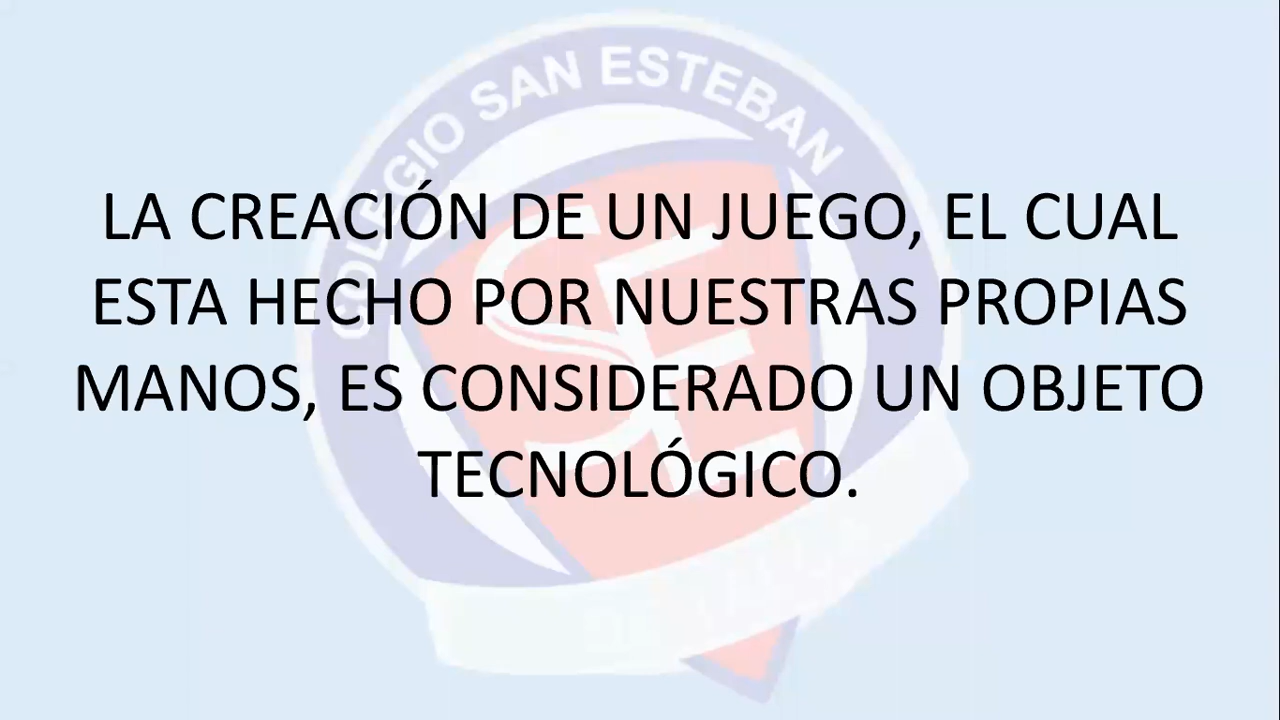 COLEGIO SAN ESTEBAN
LA CREACIÓN DE UN JUEGO, EL CUAL
ESTA HECHO POR NUESTRAS PROPIAS
MANOS, ES CONSIDERADO UN OBJETO
TECNOLÓGICO.